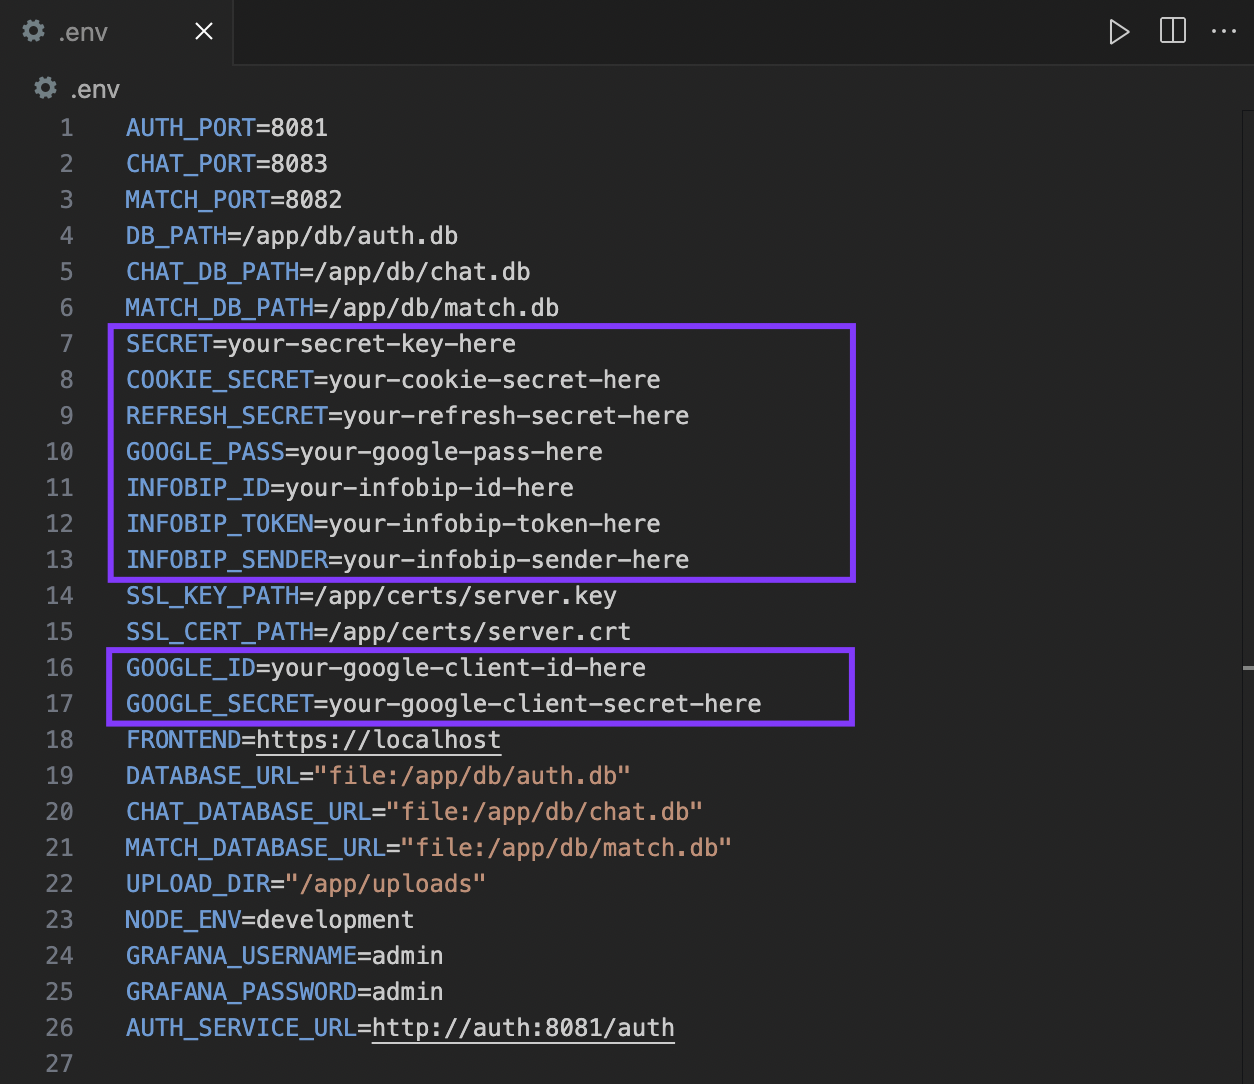 .env
.env
1 AUTH_PORT=8081
2 CHAT_PORT=8083
3 MATCH_PORT=8082
4 DB_PATH=/app/db/auth.db
5 CHAT_DB_PATH=/app/db/chat.db
6 MATCH_DB_PATH=/app/db/match.db
7 SECRET=your-secret-key-here
8 COOKIE_SECRET=your-cookie-secret-here
9 REFRESH_SECRET=your-refresh-secret-here
10 GOOGLE_PASS=your-google-pass-here
11 INFOBIP_ID=your-infobip-id-here
12 INFOBIP_TOKEN=your-infobip-token-here
13 INFOBIP_SENDER=your-infobip-sender-here
14 SSL_KEY_PATH=/app/certs/server.key
15 SSL_CERT_PATH=/app/certs/server.crt
16 GOOGLE_ID=your-google-client-id-here
17 GOOGLE_SECRET=your-google-client-secret-here
18 FRONTEND=https://localhost
19 DATABASE_URL="file:/app/db/auth.db"
20 CHAT_DATABASE_URL="file:/app/db/chat.db"
21 MATCH_DATABASE_URL="file:/app/db/match.db"
22 UPLOAD_DIR="/app/uploads"
23 NODE_ENV=development
24 GRAFANA_USERNAME=admin
25 GRAFANA_PASSWORD=admin
26 AUTH_SERVICE_URL=http://auth:8081/auth
27